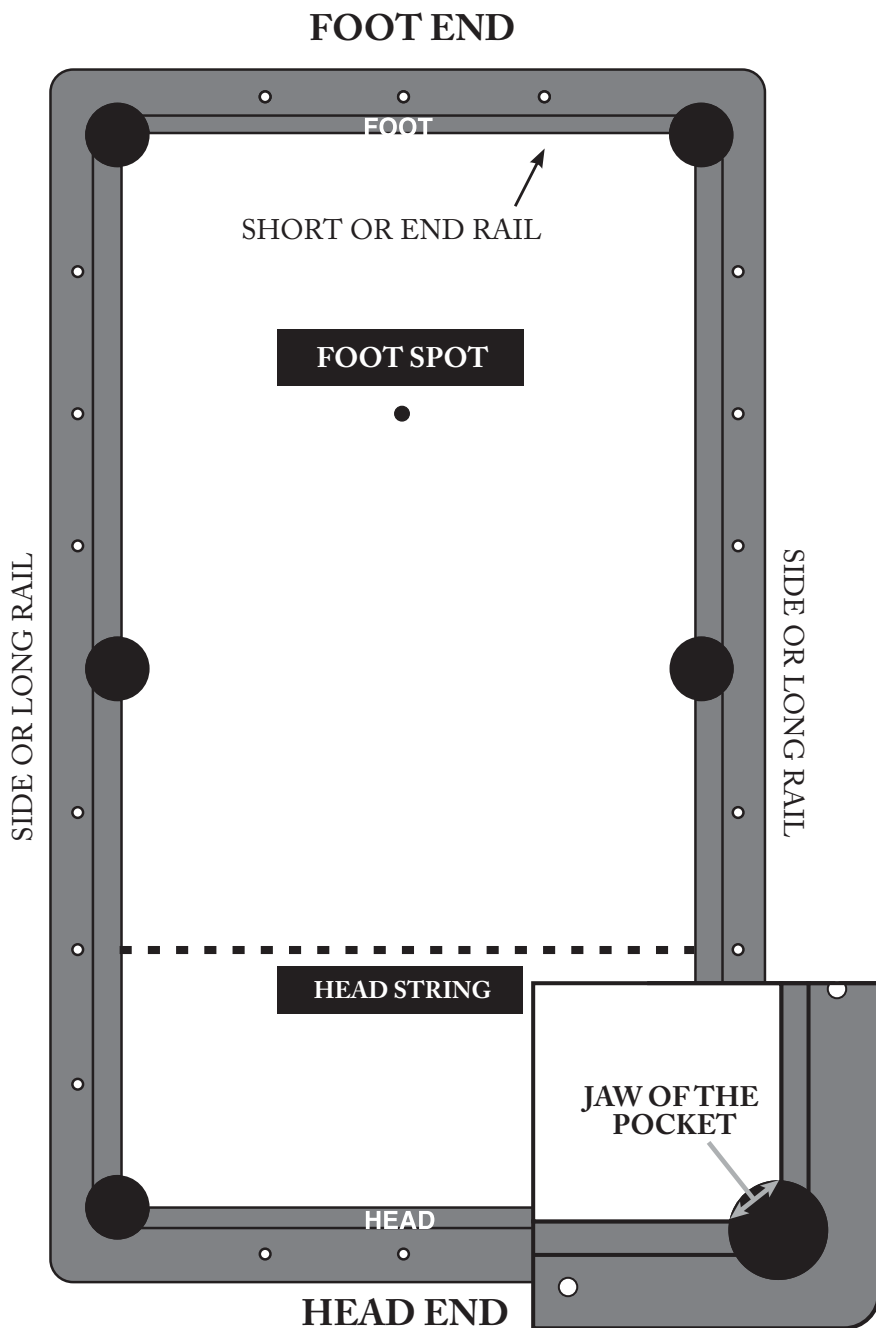 FOOT END
FOOT
SHORT OR END RAIL
FOOT SPOT
SIDE OR LONG RAIL
SIDE OR LONG RAIL
HEAD STRING
JAW OF THE
POCKET
HEAD
HEAD END